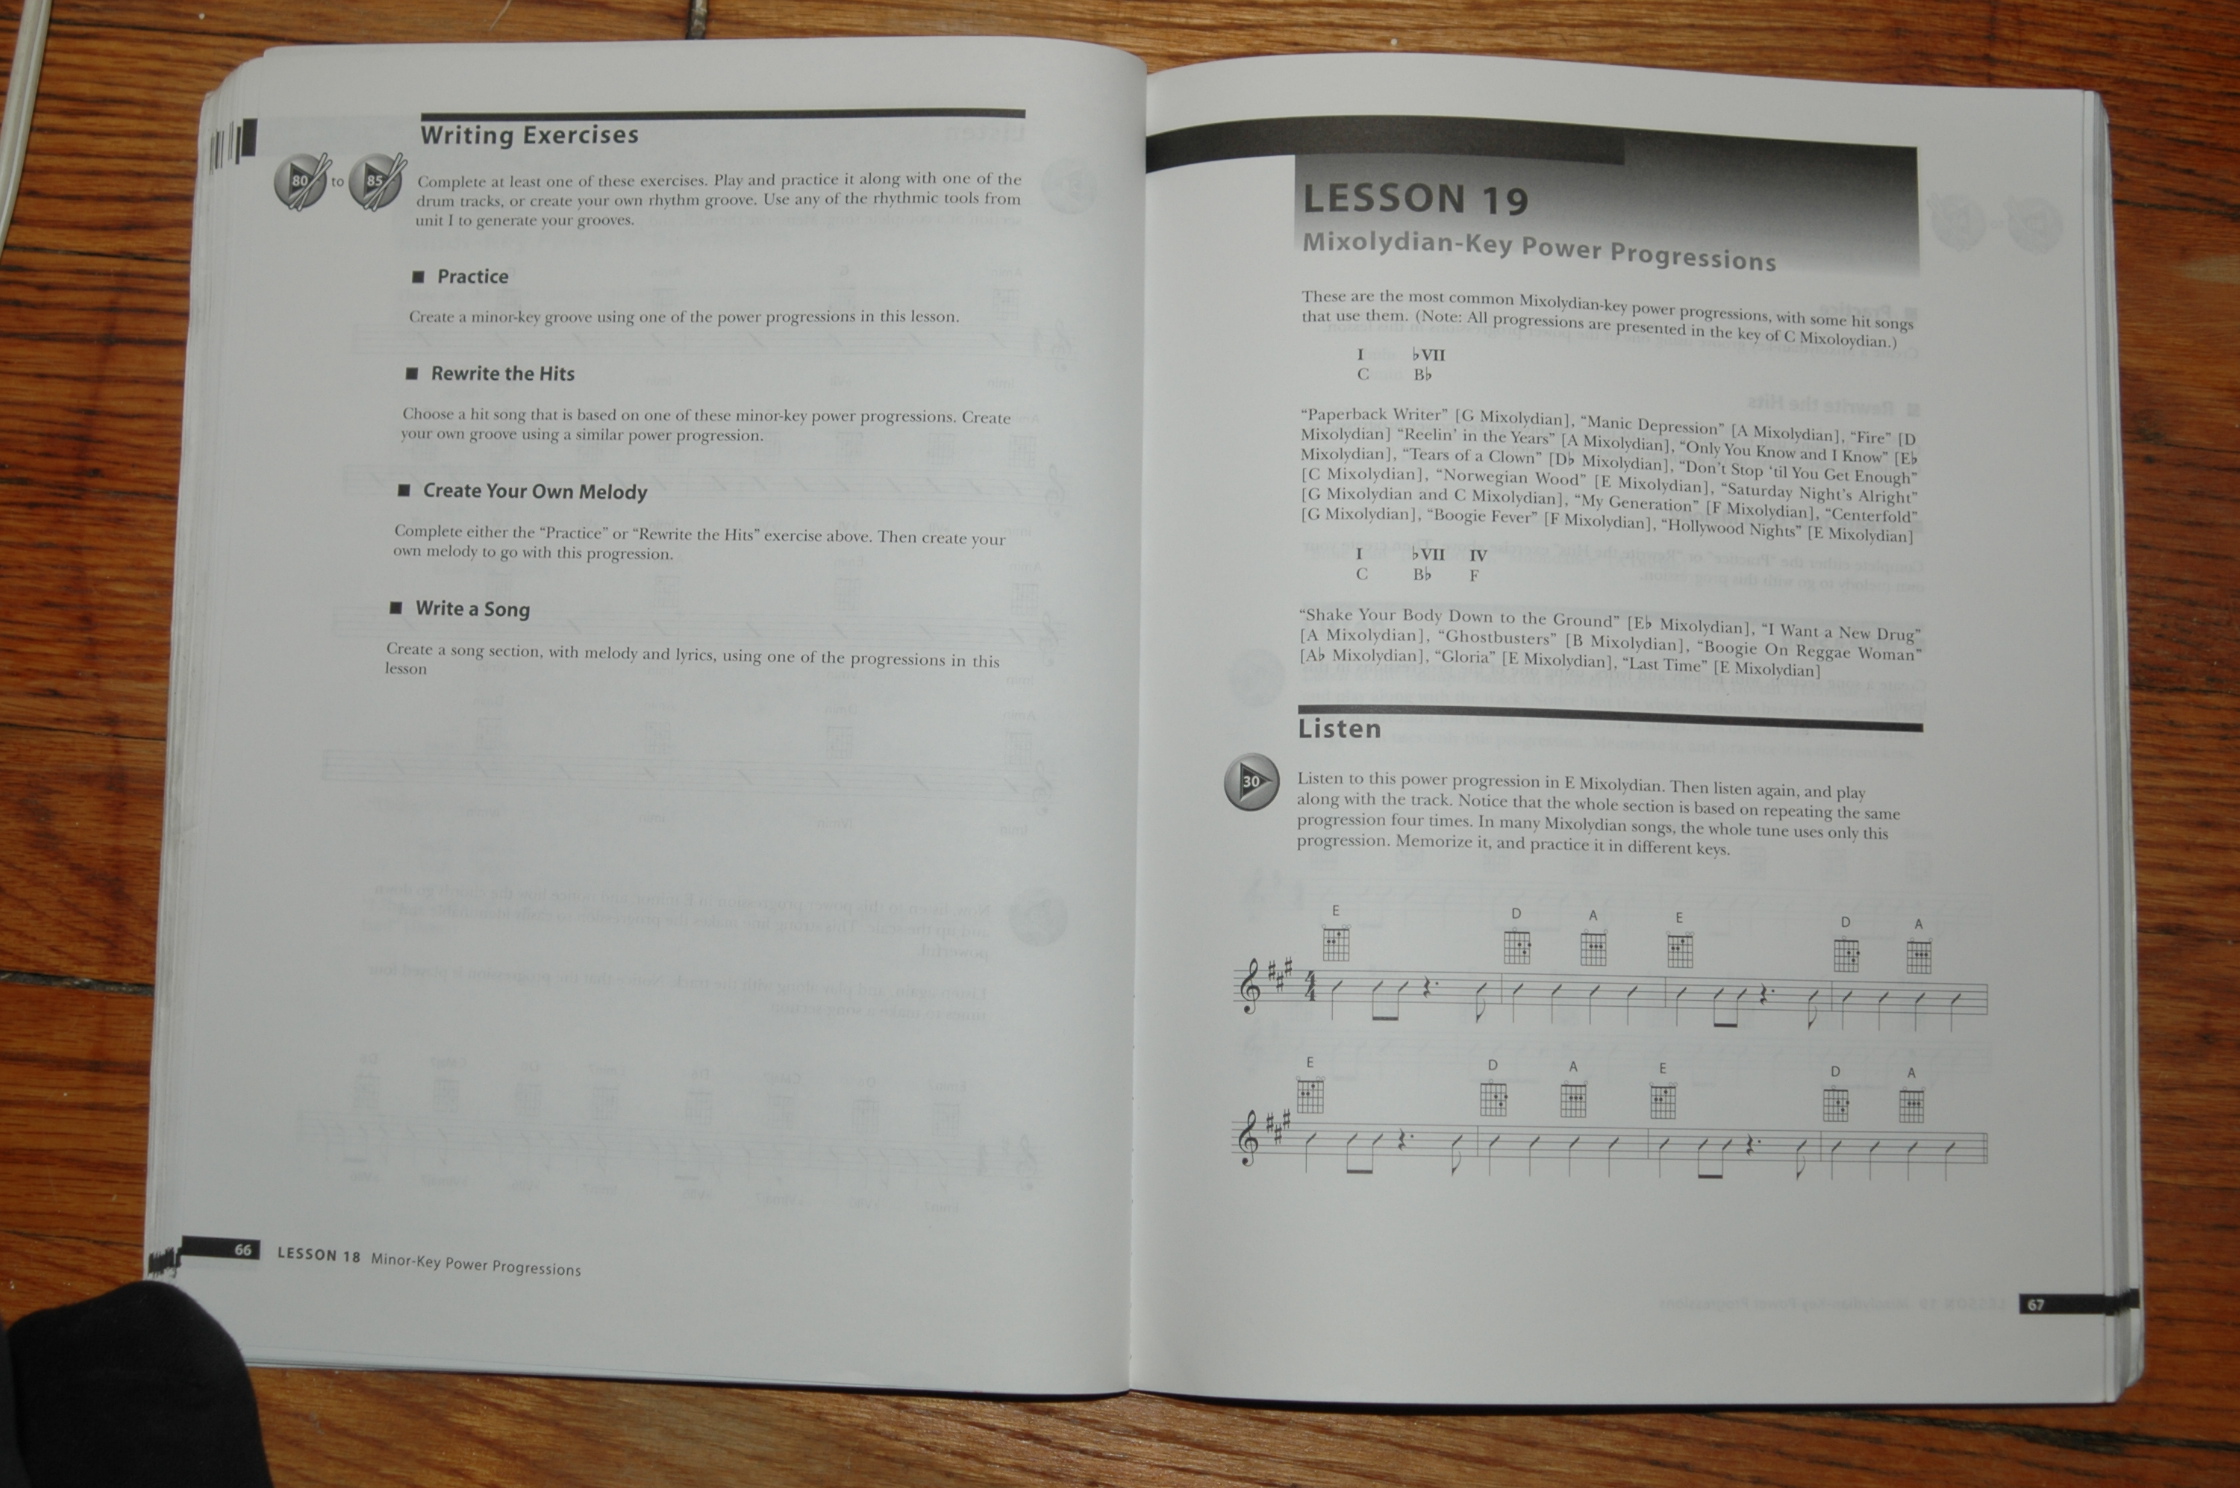 Writing Exercises
80 to 85
Complete at least one of these exercises. Play and practice it along with one of the
drum tracks, or create your own rhythm groove. Use any of the rhythmic tools from
unit I to generate your grooves.
■ Practice
Create a minor-key groove using one of the power progressions in this lesson.
■ Rewrite the Hits
Choose a hit song that is based on one of these minor-key power progressions. Create
your own groove using a similar power progression.
■ Create Your Own Melody
Complete either the “Practice” or “Rewrite the Hits” exercise above. Then create your
own melody to go with this progression.
■ Write a Song
Create a song section, with melody and lyrics, using one of the progressions in this
lesson
66 LESSON 18 Minor-Key Power Progressions
LESSON 19
Mixolydian-Key Power Progressions
These are the most common Mixolydian-key power progressions, with some hit songs
that use them. (Note: All progressions are presented in the key of C Mixoloydian.)
I ♭VII
C B♭
“Paperback Writer” [G Mixolydian], “Manic Depression” [A Mixolydian], “Fire” [D
Mixolydian] “Reelin’ in the Years” [A Mixolydian], “Only You Know and I Know” [E♭
Mixolydian], “Tears of a Clown” [D♭ Mixolydian], “Don’t Stop ’til You Get Enough”
[C Mixolydian], “Norwegian Wood” [E Mixolydian], “Saturday Night’s Alright”
[G Mixolydian and C Mixolydian], “My Generation” [F Mixolydian], “Centerfold”
[G Mixolydian], “Boogie Fever” [F Mixolydian], “Hollywood Nights” [E Mixolydian]
I ♭VII IV
C B♭ F
“Shake Your Body Down to the Ground” [E♭ Mixolydian], “I Want a New Drug”
[A Mixolydian], “Ghostbusters” [B Mixolydian], “Boogie On Reggae Woman”
[A♭ Mixolydian], “Gloria” [E Mixolydian], “Last Time” [E Mixolydian]
Listen
30
Listen to this power progression in E Mixolydian. Then listen again, and play
along with the track. Notice that the whole section is based on repeating the same
progression four times. In many Mixolydian songs, the whole tune uses only this
progression. Memorize it, and practice it in different keys.
E D A E D A
E D A E D A
67